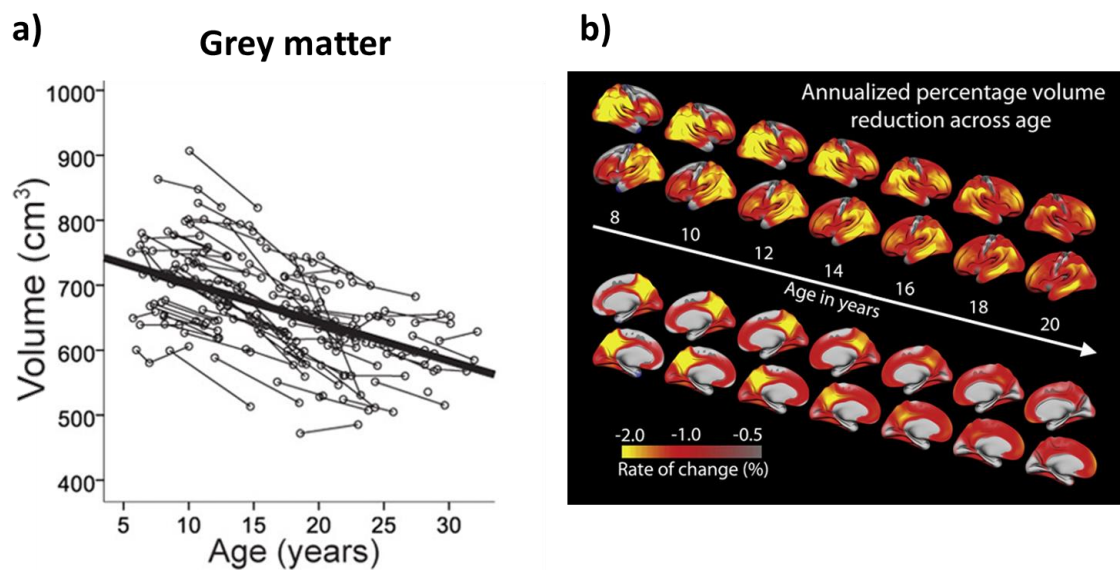 a)
Grey matter
Volume (cm³)
1000
900
800
700
600
500
400
5
10
15
20
25
30
Age (years)
b)
Annualized percentage volume
reduction across age
8
10
12
14
16
18
20
Age in years
-2.0
-1.0
-0.5
Rate of change (%)